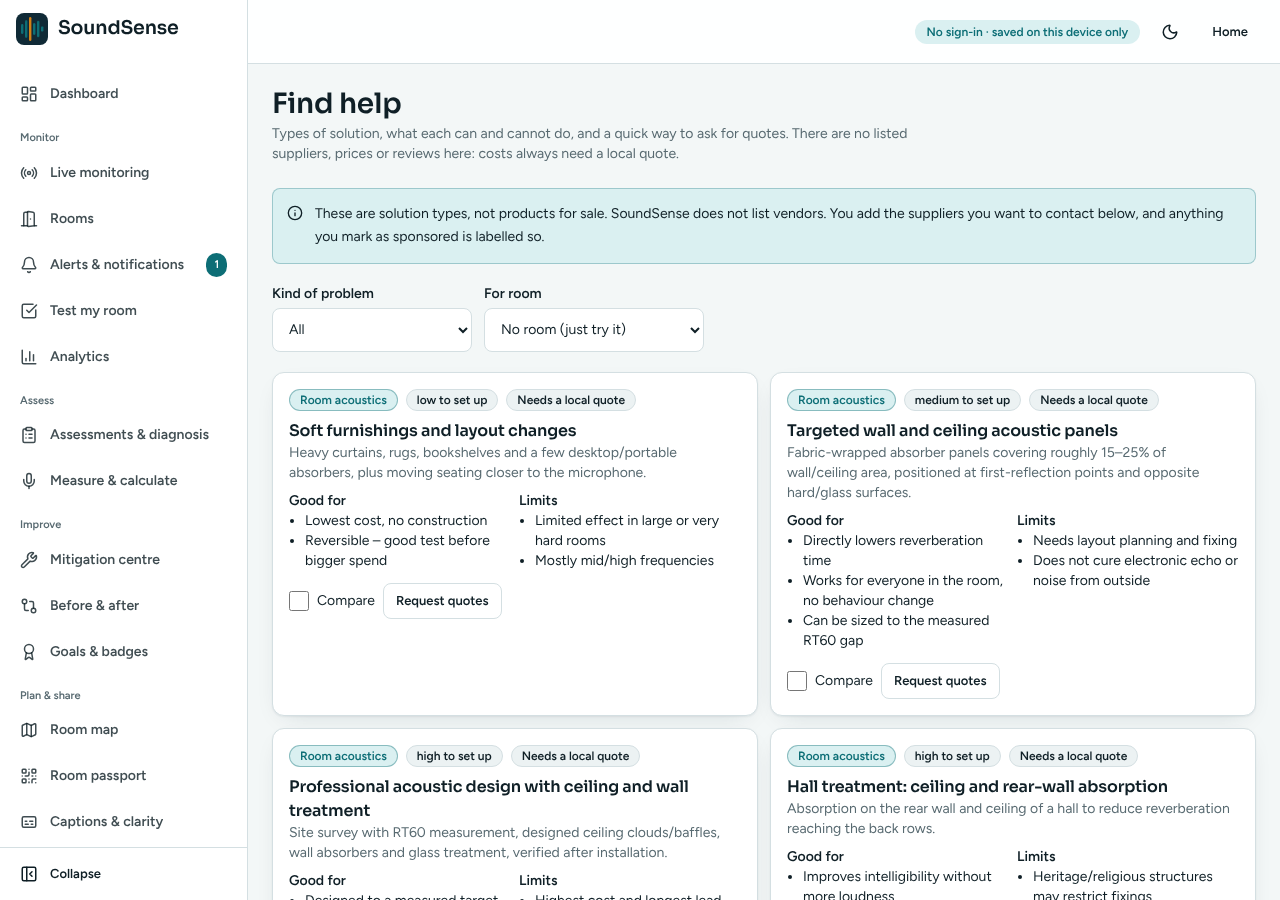 SoundSense
No sign-in · saved on this device only
Home
Dashboard
Monitor
Live monitoring
Rooms
Alerts & notifications
1
Test my room
Analytics
Assess
Assessments & diagnosis
Measure & calculate
Improve
Mitigation centre
Before & after
Goals & badges
Plan & share
Room map
Room passport
Captions & clarity
Collapse
Find help
Types of solution, what each can and cannot do, and a quick way to ask for quotes. There are no listed
suppliers, prices or reviews here: costs always need a local quote.
These are solution types, not products for sale. SoundSense does not list vendors. You add the suppliers you want to contact below, and anything
you mark as sponsored is labelled so.
Kind of problem
For room
All
No room (just try it)
Room acoustics
low to set up
Needs a local quote
Soft furnishings and layout changes
Heavy curtains, rugs, bookshelves and a few desktop/portable
absorbers, plus moving seating closer to the microphone.
Good for
• Lowest cost, no construction
• Reversible – good test before
bigger spend
Limits
• Limited effect in large or very
hard rooms
• Mostly mid/high frequencies
Compare
Request quotes
Room acoustics
medium to set up
Needs a local quote
Targeted wall and ceiling acoustic panels
Fabric-wrapped absorber panels covering roughly 15–25% of
wall/ceiling area, positioned at first-reflection points and opposite
hard/glass surfaces.
Good for
• Directly lowers reverberation
time
• Works for everyone in the room,
no behaviour change
• Can be sized to the measured
RT60 gap
Limits
• Needs layout planning and fixing
• Does not cure electronic echo or
noise from outside
Compare
Request quotes
Room acoustics
high to set up
Needs a local quote
Professional acoustic design with ceiling and wall
treatment
Site survey with RT60 measurement, designed ceiling clouds/baffles,
wall absorbers and glass treatment, verified after installation.
Good for
• Designed to a measured target
Limits
• Highest cost and longest lead
Room acoustics
high to set up
Needs a local quote
Hall treatment: ceiling and rear-wall absorption
Absorption on the rear wall and ceiling of a hall to reduce reverberation
reaching the back rows.
Good for
• Improves intelligibility without
more loudness
Limits
• Heritage/religious structures
may restrict fixings